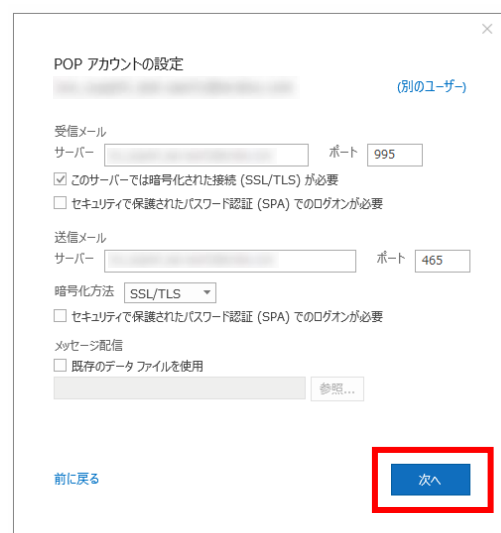 POP アカウントの設定
(別のユーザー)
受信メール
サーバー ポート 995
このサーバーでは暗号化された接続 (SSL/TLS) が必要
セキュリティで保護されたパスワード認証 (SPA) でのログオンが必要
送信メール
サーバー ポート 465
暗号化方法 SSL/TLS
セキュリティで保護されたパスワード認証 (SPA) でのログオンが必要
メッセージ配信
既存のデータ ファイルを使用
参照...
前に戻る 次へ